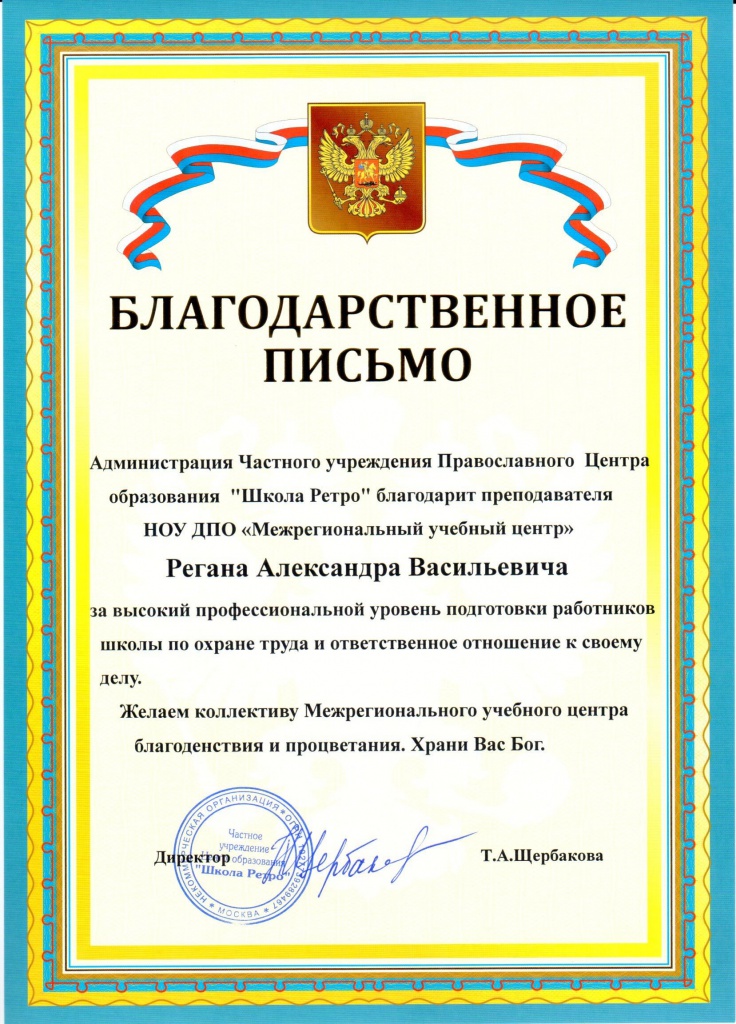 БЛАГОДАРСТВЕННОЕ
ПИСЬМО
Администрация Частного учреждения Православного Центра
образования "Школа Ретро" благодарит преподавателя
НОУ ДПО «Межрегиональный учебный центр»
Регана Александра Васильевича
за высокий профессиональной уровень подготовки работников
школы по охране труда и ответственное отношение к своему
делу.
Желаем коллективу Межрегионального учебного центра
благоденствия и процветания. Храни Вас Бог.
Директор
Т.А.Щербакова
НЕКОММЕРЧЕСКАЯ ОРГАНИЗАЦИЯ * ОГРН
Частное
учреждение
Центр образования
"Школа Ретро"
* МОСКВА *